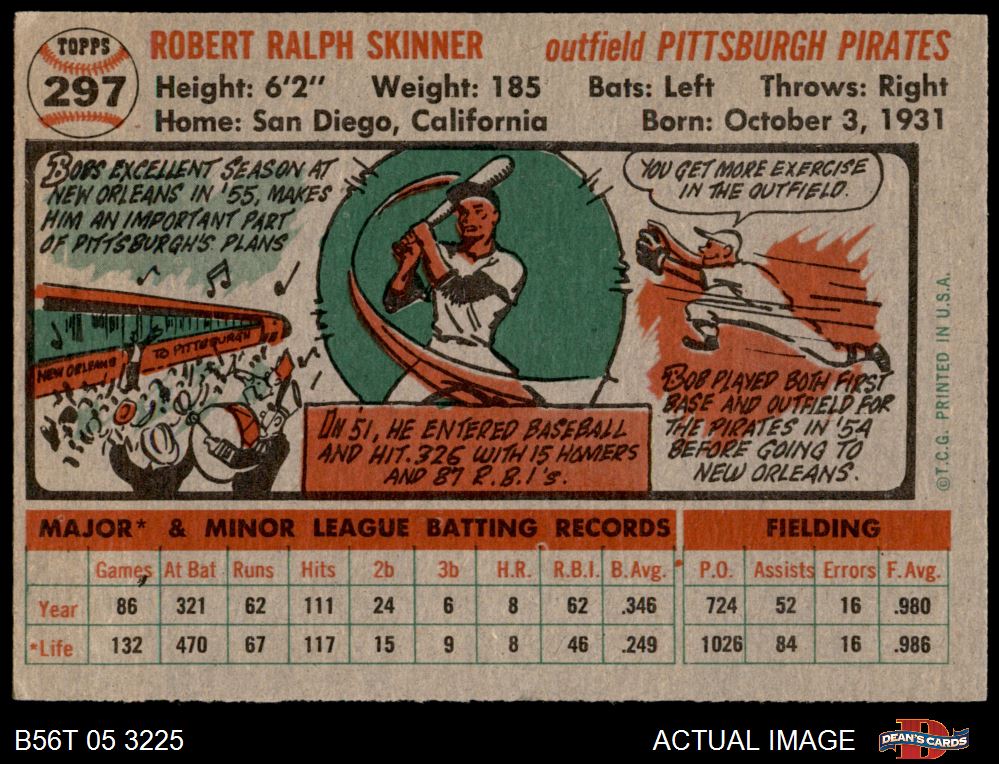 TOPPS
297
ROBERT RALPH SKINNER outfield PITTSBURGH PIRATES
Height: 6'2" Weight: 185 Bats: Left Throws: Right
Home: San Diego, California Born: October 3, 1931
BOBS EXCELLENT SEASON AT
NEW ORLEANS IN '55, MAKES
HIM AN IMPORTANT PART
OF PITTSBURGH'S PLANS
NEW ORLEANS
TO PITTSBURGH
ON '51, HE ENTERED BASEBALL
AND HIT .326 WITH 15 HOMERS
AND 87 R.B.I's.
YOU GET MORE EXERCISE
IN THE OUTFIELD.
BOB PLAYED BOTH FIRST
BASE AND OUTFIELD FOR
THE PIRATES IN '54
BEFORE GOING TO
NEW ORLEANS.
©T.C.G. PRINTED IN U.S.A.
MAJOR* & MINOR LEAGUE BATTING RECORDS FIELDING
Games At Bat Runs Hits 2b 3b H.R. R.B.I. B.Avg. P.O. Assists Errors F.Avg.
Year 86 321 62 111 24 6 8 62 .346 724 52 16 .980
*Life 132 470 67 117 15 9 8 46 .249 1026 84 16 .986
B56T 05 3225 ACTUAL IMAGE DEAN'S CARDS